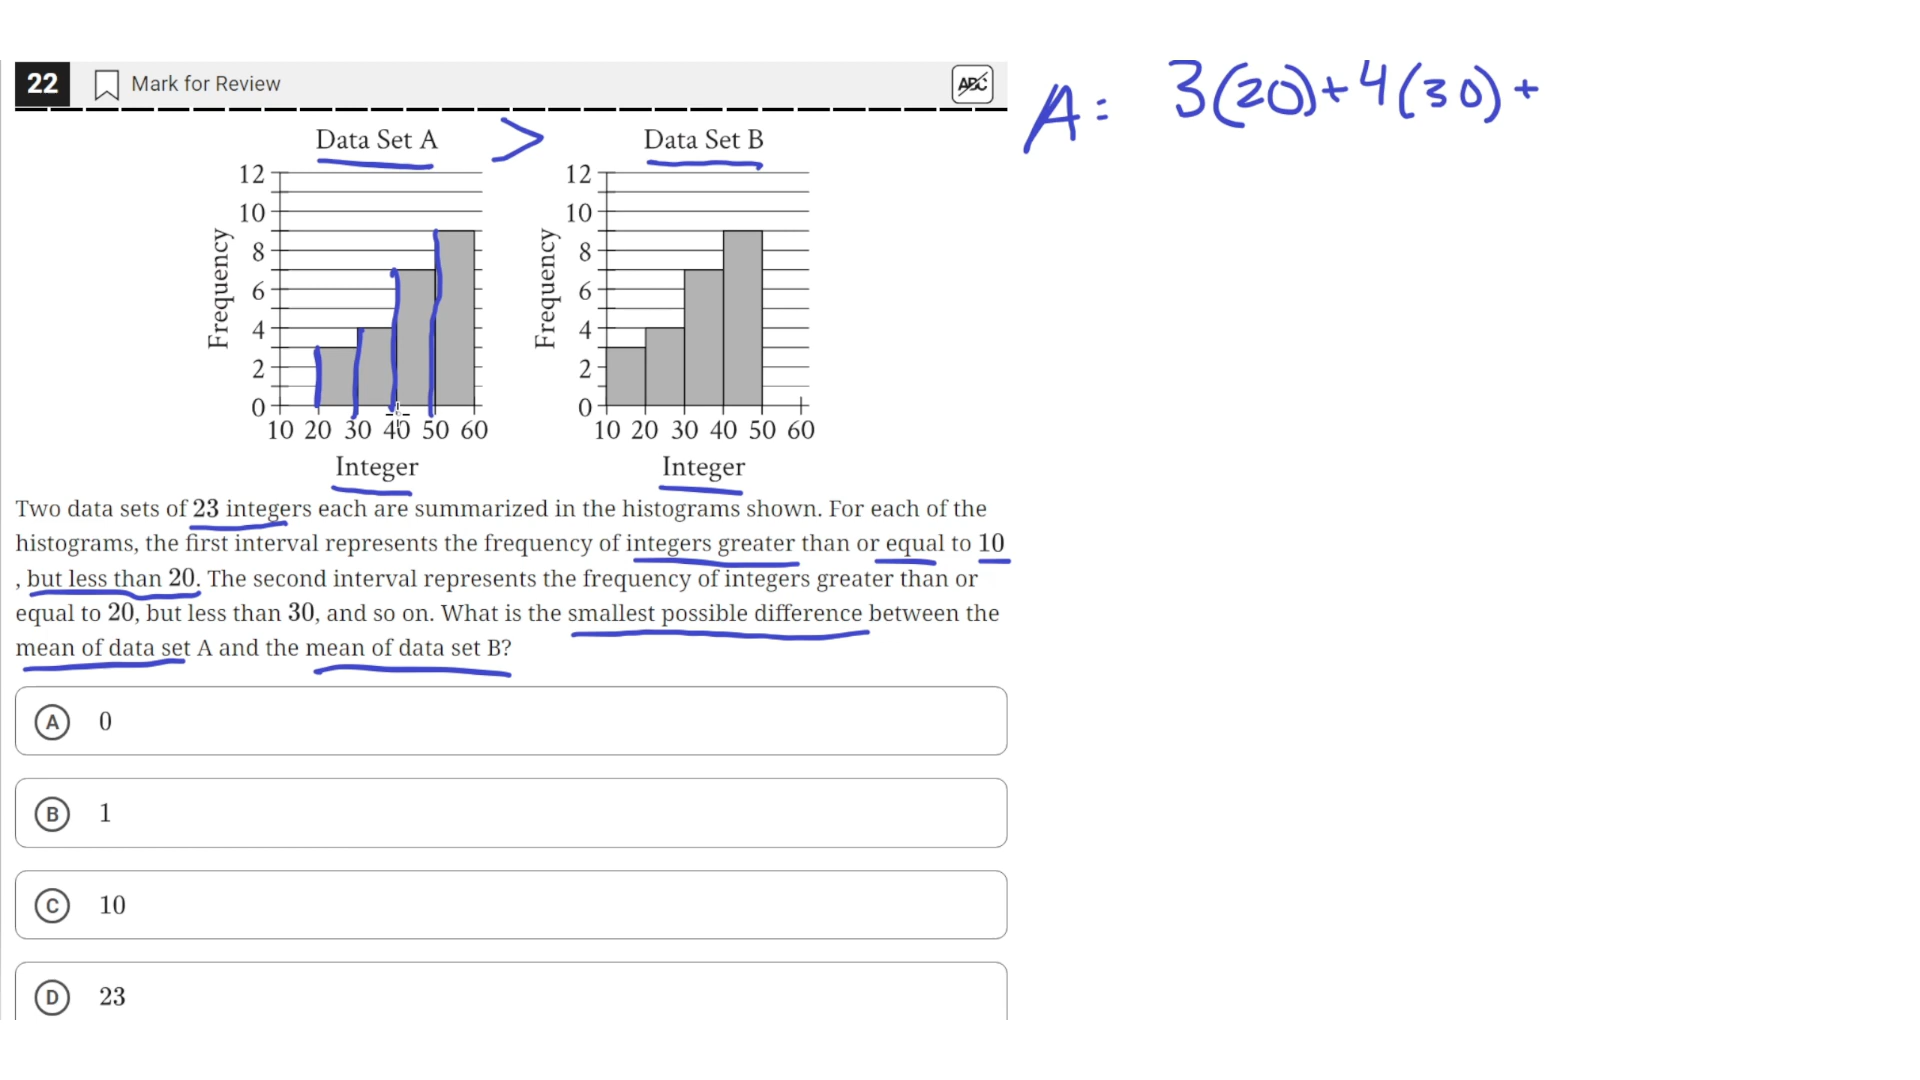 22 Mark for Review ABC
A: 3(20)+4(30)+
Data Set A > Data Set B
12 12
10 10
8 8
6 6
4 4
2 2
0 0
Frequency Frequency
10 20 30 40 50 60 10 20 30 40 50 60
Integer Integer
Two data sets of 23 integers each are summarized in the histograms shown. For each of the
histograms, the first interval represents the frequency of integers greater than or equal to 10
, but less than 20. The second interval represents the frequency of integers greater than or
equal to 20, but less than 30, and so on. What is the smallest possible difference between the
mean of data set A and the mean of data set B?
A 0
B 1
C 10
D 23